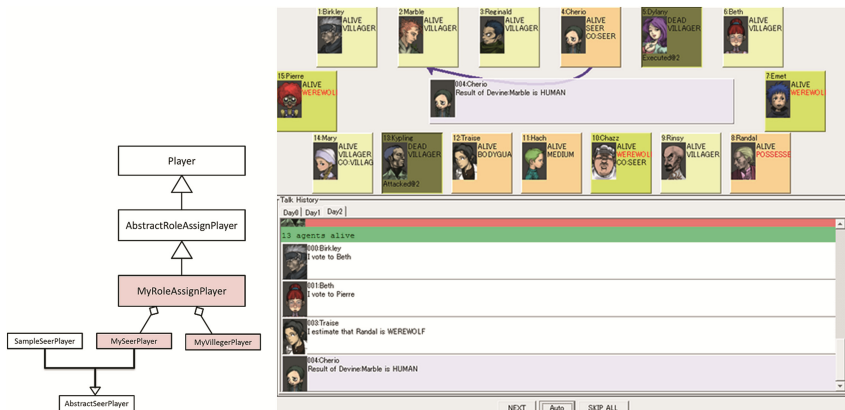 Player
AbstractRoleAssignPlayer
MyRoleAssignPlayer
SampleSeerPlayer
MySeerPlayer
MyVillegerPlayer
AbstractSeerPlayer
1:Birkley
ALIVE
VILLAGER
2:Marble
ALIVE
VILLAGER
3:Reginald
ALIVE
VILLAGER
4:Cherio
ALIVE
SEER
CO:SEER
5:Dylany
DEAD
VILLAGER
Executed@2
6:Beth
ALIVE
VILLAGER
15:Pierre
ALIVE
WEREWOL
004:Cherio
Result of Devine:Marble is HUMAN
7:Emet
ALIVE
WEREWOL
14:Mary
ALIVE
VILLAGER
CO:VILLAG
13:Kypling
DEAD
VILLAGER
Attacked@2
12:Traise
ALIVE
BODYGUA
11:Hach
ALIVE
MEDIUM
10:Chazz
ALIVE
WEREWOL
CO:SEER
9:Rinsy
ALIVE
VILLAGER
8:Randal
ALIVE
POSSESSE
Talk History
Day0 Day1 Day2
13 agents alive
000:Birkley
I vote to Beth
001:Beth
I vote to Pierre
003:Traise
I estimate that Randal is WEREWOLF
004:Cherio
Result of Devine:Marble is HUMAN
NEXT Auto SKIP ALL